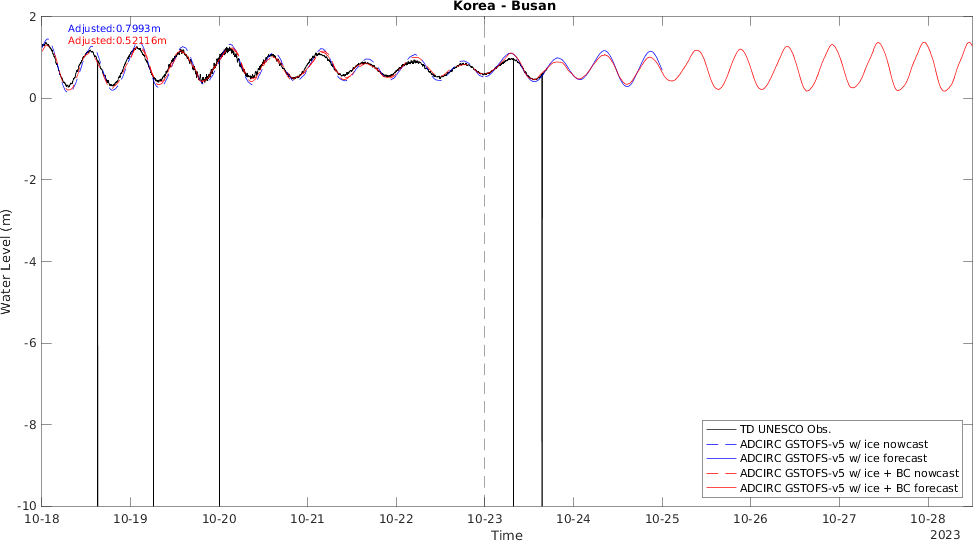 Korea - Busan
Adjusted:0.7993m
Adjusted:0.52116m
2
0
-2
-4
-6
-8
-10
Water Level (m)
TD UNESCO Obs.
ADCIRC GSTOFS-v5 w/ ice nowcast
ADCIRC GSTOFS-v5 w/ ice forecast
ADCIRC GSTOFS-v5 w/ ice + BC nowcast
ADCIRC GSTOFS-v5 w/ ice + BC forecast
10-18 10-19 10-20 10-21 10-22 10-23 10-24 10-25 10-26 10-27 10-28
Time
2023